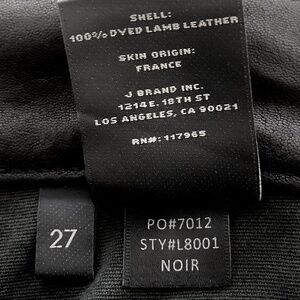 SHELL:
100% DYED LAMB LEATHER
SKIN ORIGIN:
FRANCE
J BRAND INC.
1214E. 18TH ST
LOS ANGELES, CA 90021
RN#: 117965
27
PO#7012
STY#L8001
NOIR